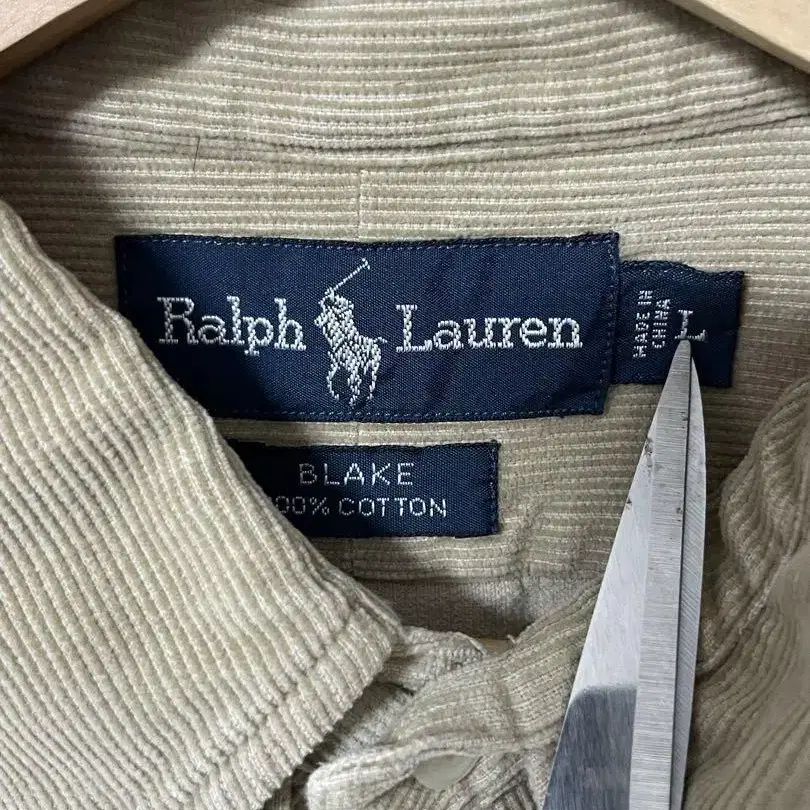 Ralph Lauren
MADE IN
CHINA
L
BLAKE
00% COTTON